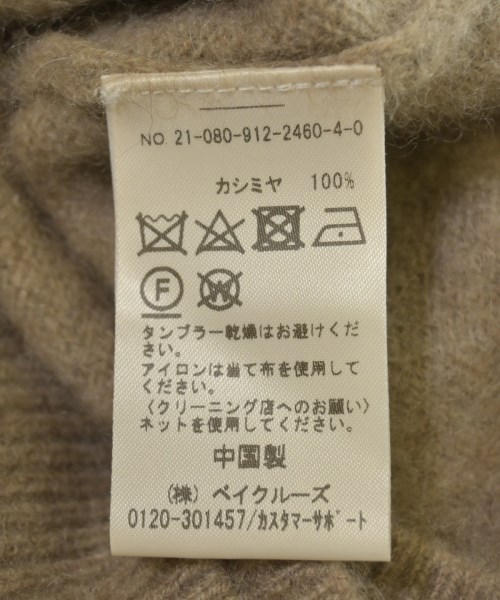 NO. 21-080-912-2460-4-0
カシミヤ 100%
F W
タンブラー乾燥はお避けくだ
さい。
アイロンは当て布を使用して
ください。
〈クリーニング店へのお願い〉
ネットを使用してください。
中国製
(株) ベイクルーズ
0120-301457/カスタマーサポート